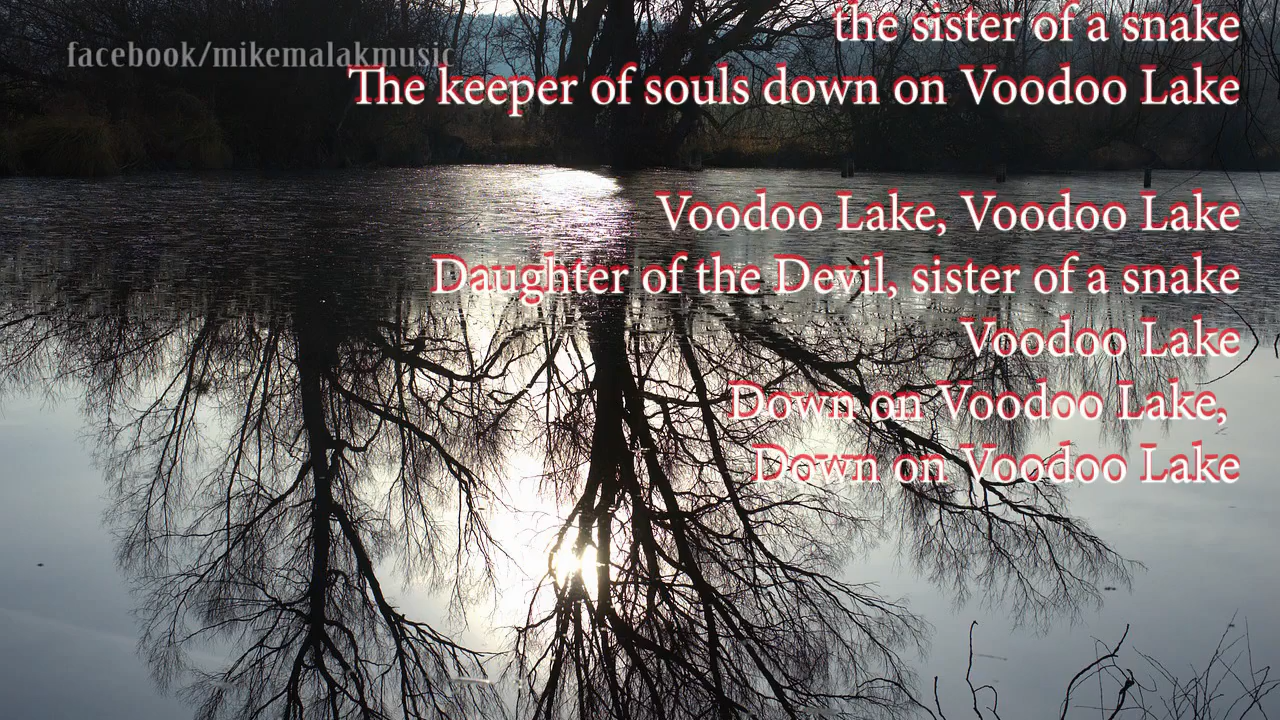 the sister of a snake
facebook/mikemalakmusic
The keeper of souls down on Voodoo Lake
Voodoo Lake, Voodoo Lake
Daughter of the Devil, sister of a snake
Voodoo Lake
Down on Voodoo Lake,
Down on Voodoo Lake